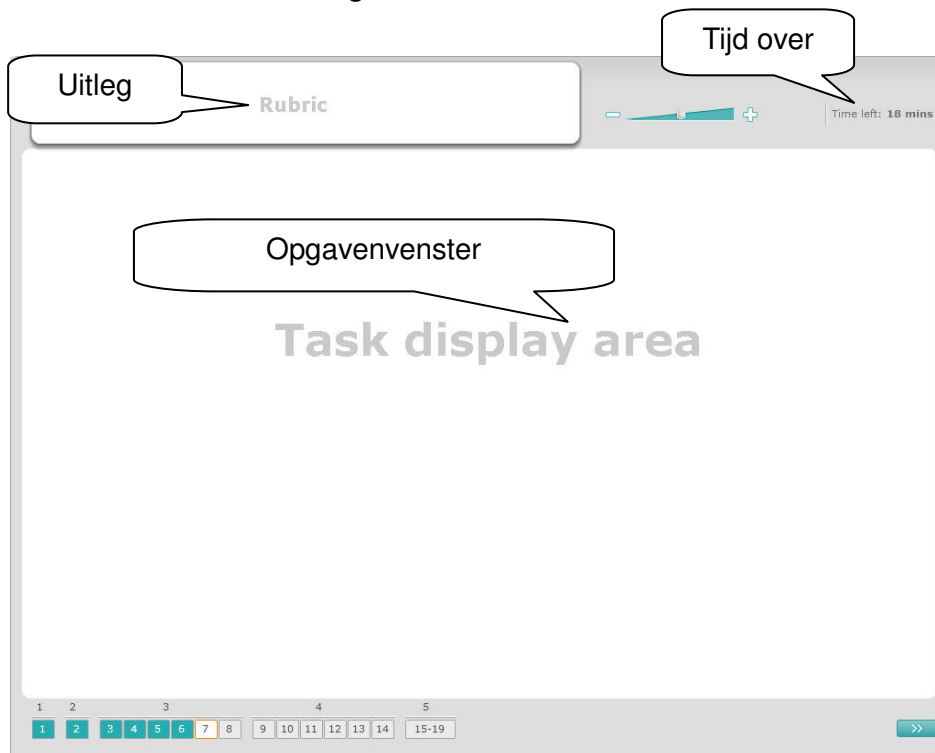 Tijd over
Uitleg
Rubric
Time left: 18 mins
Opgavenvenster
Task display area
1 2 3 4 5
1 2 3 4 5 6 7 8 9 10 11 12 13 14 15-19
>>